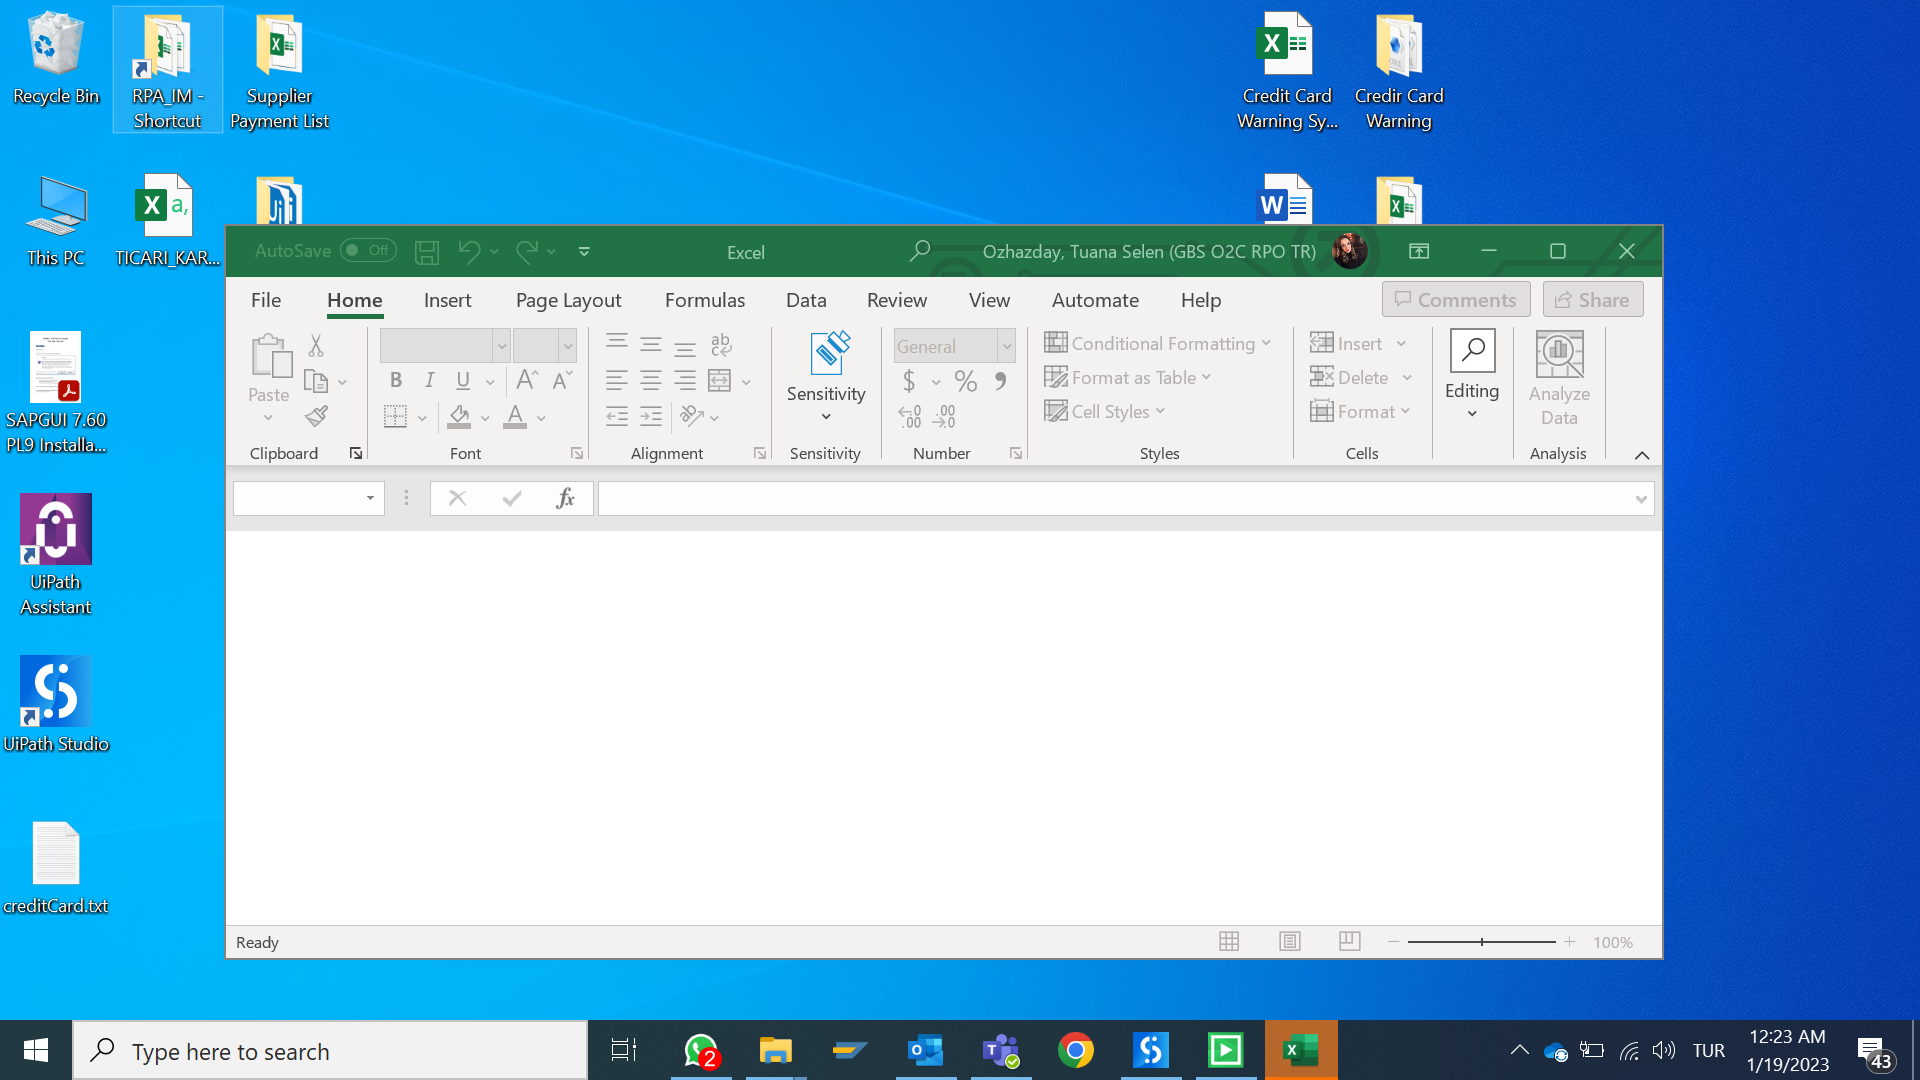 Recycle Bin
RPA_IM -
Shortcut
Supplier
Payment List
Credit Card
Warning Sy...
Credir Card
Warning
This PC
TICARI_KAR...
SAPGUI 7.60
PL9 Installa...
UiPath
Assistant
UiPath Studio
creditCard.txt
AutoSave Off
Excel
Ozhazday, Tuana Selen (GBS O2C RPO TR)
File Home Insert Page Layout Formulas Data Review View Automate Help
Comments Share
Paste
Sensitivity
General
Conditional Formatting
Format as Table
Cell Styles
Insert
Delete
Format
Editing
Analyze
Data
Clipboard Font Alignment Sensitivity Number Styles Cells Analysis
fx
Ready
100%
Type here to search
2
TUR
12:23 AM
1/19/2023
43